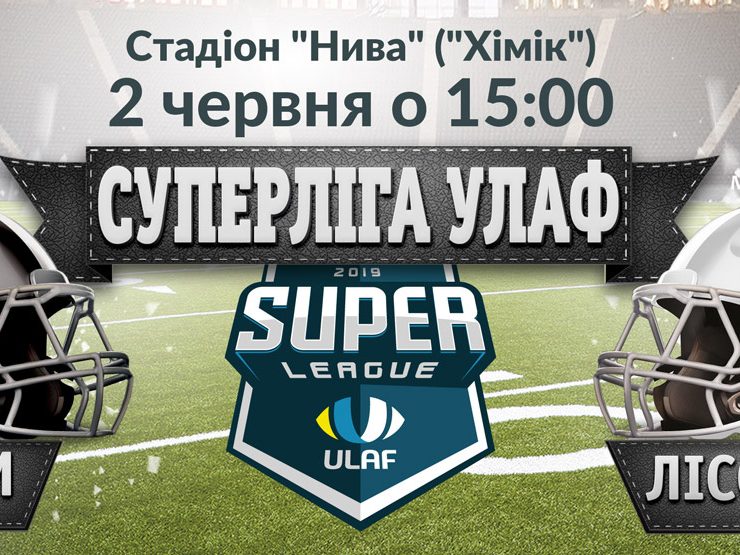 Стадіон "Нива" ("Хімік")
2 червня о 15:00
СУПЕРЛІГА УЛАФ
2019
SUPER
LEAGUE
ULAF